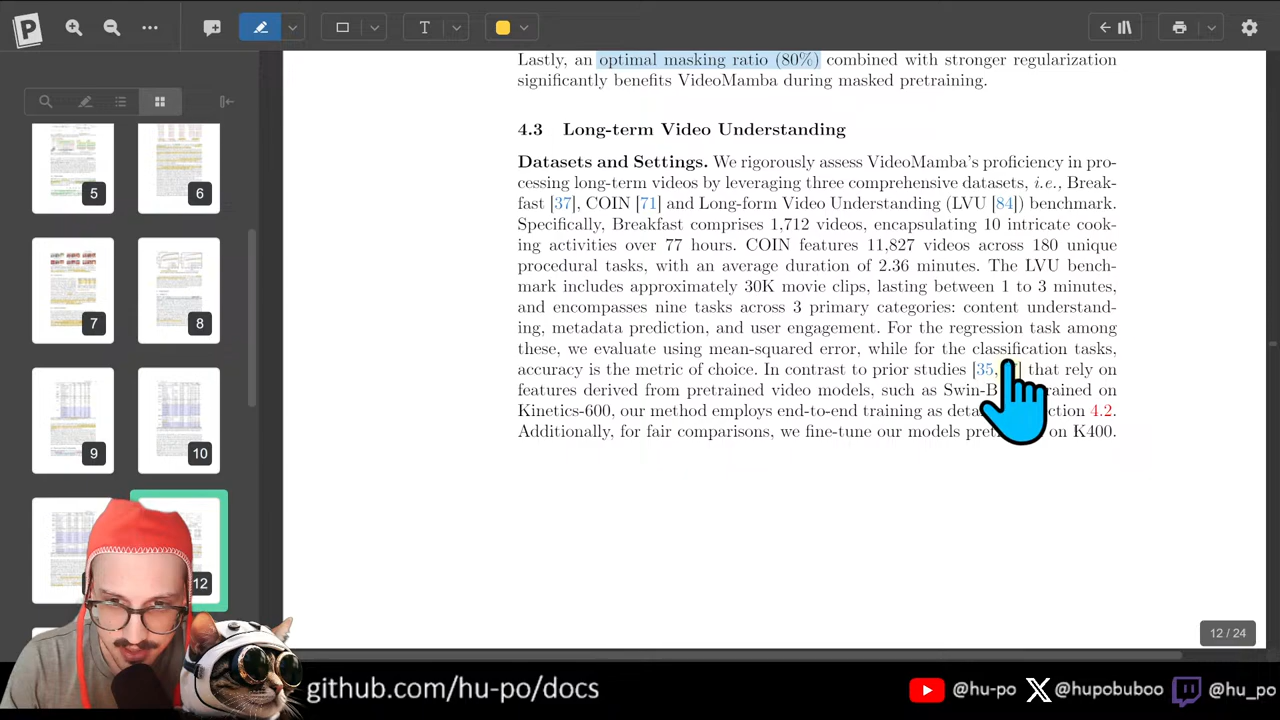 T
Lastly, an optimal masking ratio (80%) combined with stronger regularization
significantly benefits VideoMamba during masked pretraining.
4.3 Long-term Video Understanding
Datasets and Settings. We rigorously assess VideoMamba's proficiency in pro-
cessing long-term videos by leveraging three comprehensive datasets, i.e., Break-
fast [37], COIN [71] and Long-form Video Understanding (LVU [84]) benchmark.
Specifically, Breakfast comprises 1,712 videos, encapsulating 10 intricate cook-
ing activities over 77 hours. COIN features 11,827 videos across 180 unique
procedural tasks, with an average duration of 2.36 minutes. The LVU bench-
mark includes approximately 30K movie clips, lasting between 1 to 3 minutes,
and encompasses nine tasks across 3 primary categories: content understand-
ing, metadata prediction, and user engagement. For the regression task among
these, we evaluate using mean-squared error, while for the classification tasks,
accuracy is the metric of choice. In contrast to prior studies [35, ] that rely on
features derived from pretrained video models, such as Swin-B trained on
Kinetics-600, our method employs end-to-end training as 4.2.
Additionally, for fair comparisons, we fine-tune our models on K400.
5
6
7
8
9
10
12
12 / 24
github.com/hu-po/docs
@hu-po
@hupobuboo
@hu_po